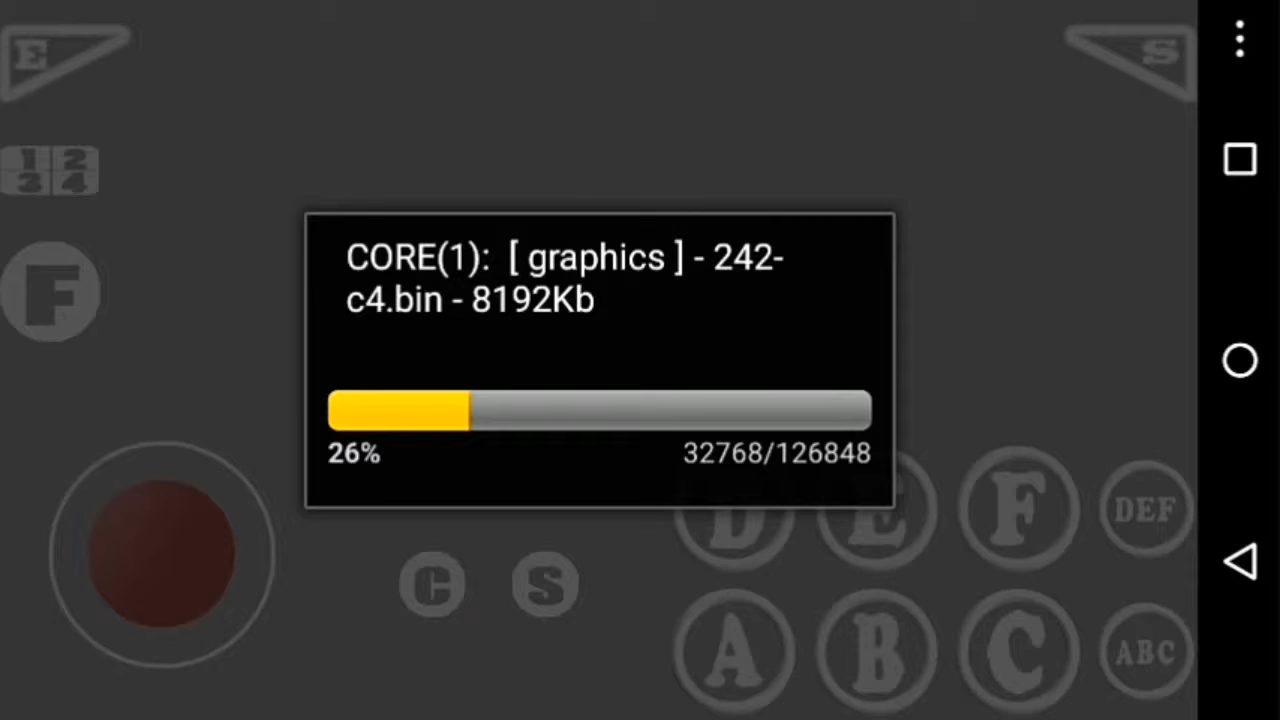 E
S
1 2
3 4
F
CORE(1): [ graphics ] - 242-
c4.bin - 8192Kb
26% 32768/126848
D E F DEF
C S
A B C ABC